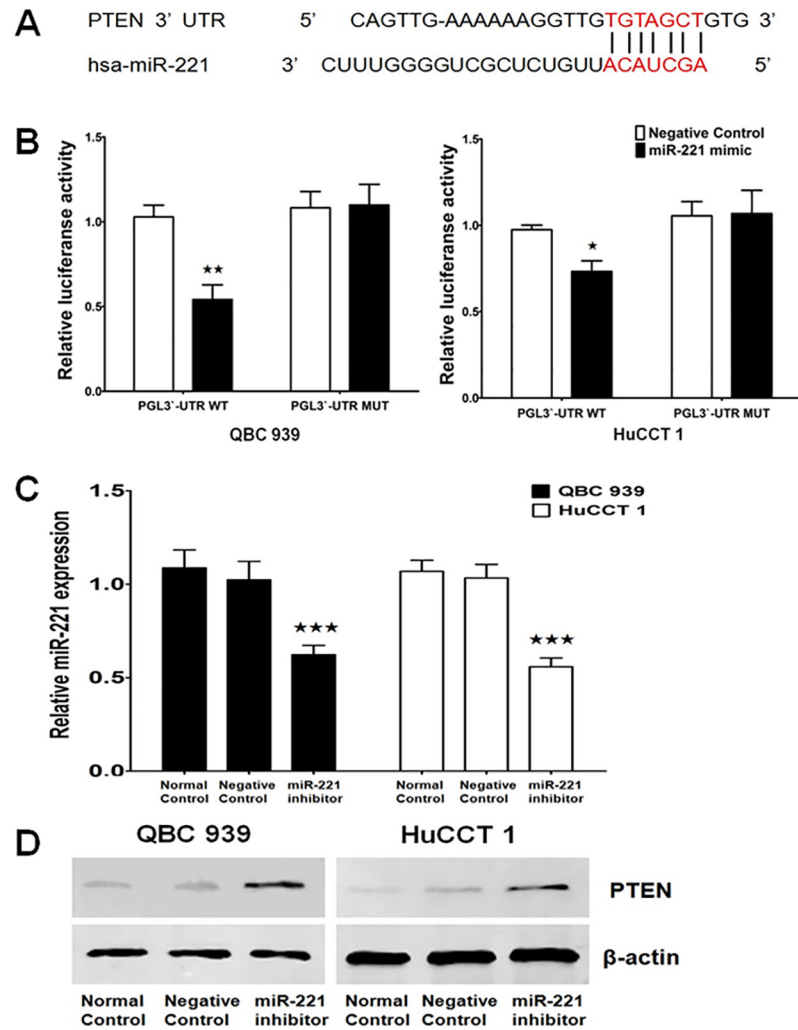 A
PTEN 3' UTR 5' CAGTTG-AAAAAAGGTTGTGTAGCTGTG 3'
hsa-miR-221 3' CUUUGGGGUCGCUCUGUUACAUCGA 5'
B
Relative luciferanse activity
1.5
1.0
0.5
0.0
★★
PGL3`-UTR WT
PGL3`-UTR MUT
QBC 939
Relative luciferanse activity
1.5
1.0
0.5
0.0
Negative Control
miR-221 mimic
★
PGL3`-UTR WT
PGL3`-UTR MUT
HuCCT 1
C
Relative miR-221 expression
1.5
1.0
0.5
0.0
QBC 939
HuCCT 1
★★★
★★★
Normal Negative miR-221 Normal Negative miR-221
Control Control inhibitor Control Control inhibitor
D
QBC 939 HuCCT 1
PTEN
β-actin
Normal Negative miR-221 Normal Negative miR-221
Control Control inhibitor Control Control inhibitor